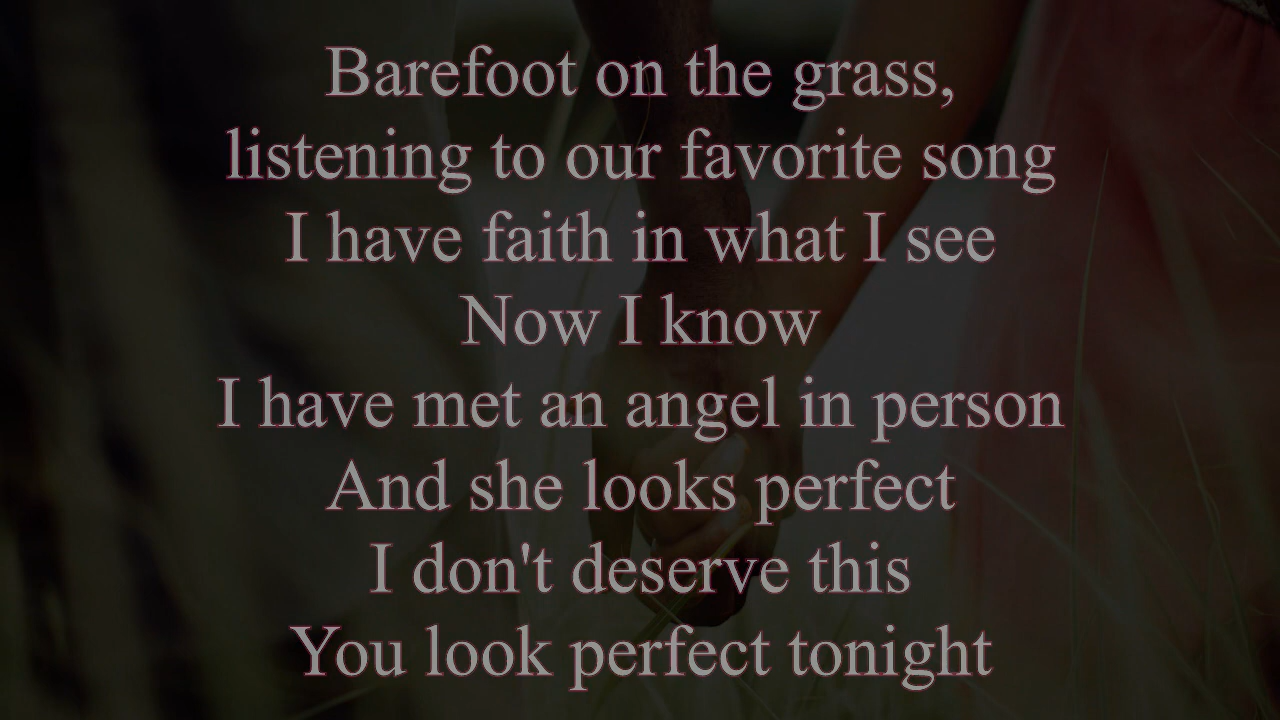 Barefoot on the grass,
listening to our favorite song
I have faith in what I see
Now I know
I have met an angel in person
And she looks perfect
I don't deserve this
You look perfect tonight